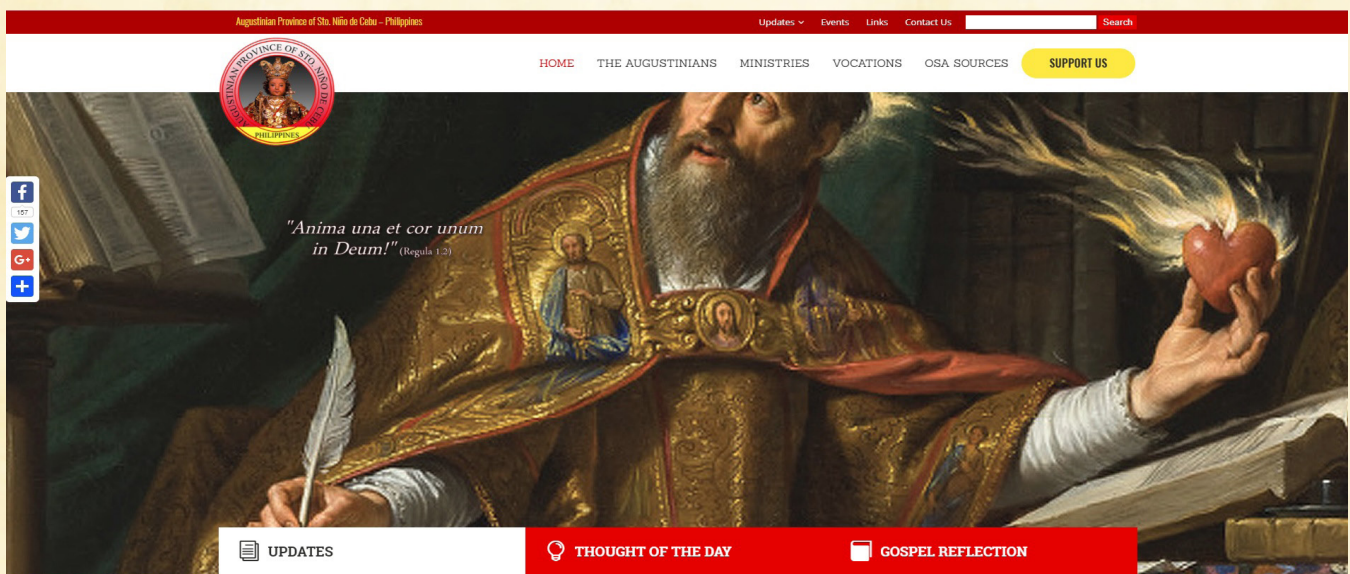 Augustinian Province of Sto. Niño de Cebu – Philippines
Updates Events Links Contact Us Search
AUGUSTINIAN PROVINCE OF STO. NIÑO DE CEBU
PHILIPPINES
HOME THE AUGUSTINIANS MINISTRIES VOCATIONS OSA SOURCES SUPPORT US
f
187
G+
"Anima una et cor unum
in Deum!" (Regula 1.2)
UPDATES THOUGHT OF THE DAY GOSPEL REFLECTION